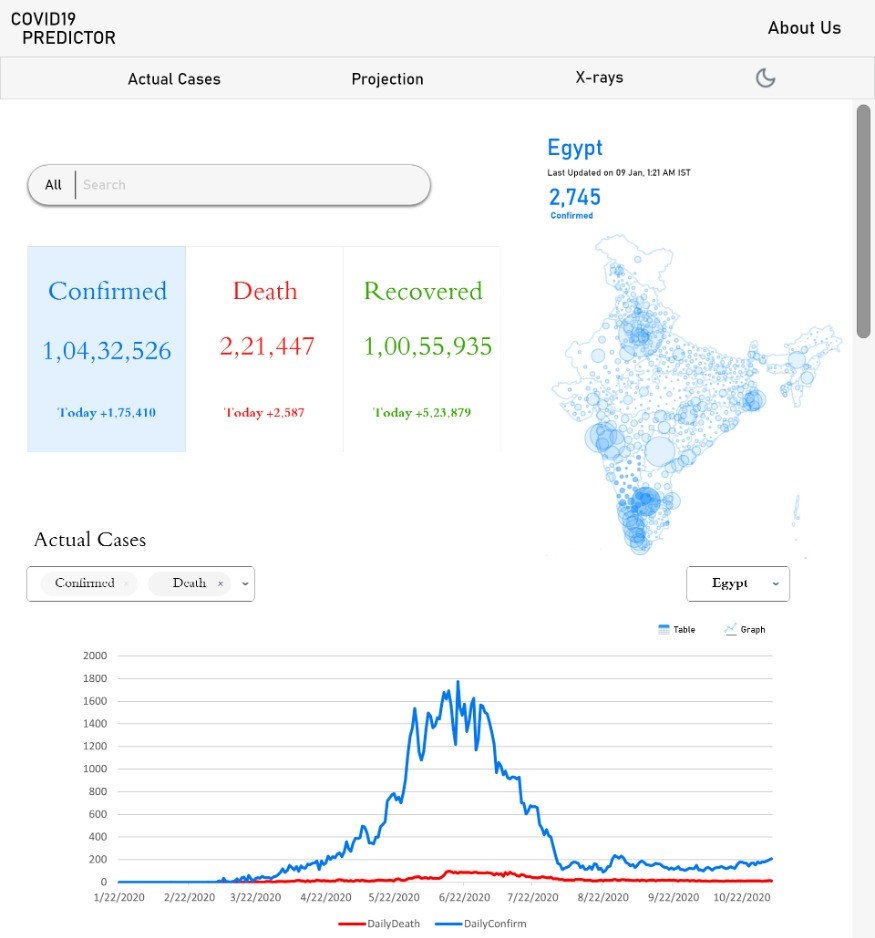 COVID19
PREDICTOR
About Us
Actual Cases
Projection
X-rays
All
Search
Egypt
Last Updated on 09 Jan, 1:21 AM IST
2,745
Confirmed
Confirmed
Death
Recovered
1,04,32,526
2,21,447
1,00,55,935
Today +1,75,410
Today +2,587
Today +5,23,879
Actual Cases
Confirmed ×
Death ×
Egypt
Table
Graph
2000
1800
1600
1400
1200
1000
800
600
400
200
0
1/22/2020
2/22/2020
3/22/2020
4/22/2020
5/22/2020
6/22/2020
7/22/2020
8/22/2020
9/22/2020
10/22/2020
DailyDeath
DailyConfirm